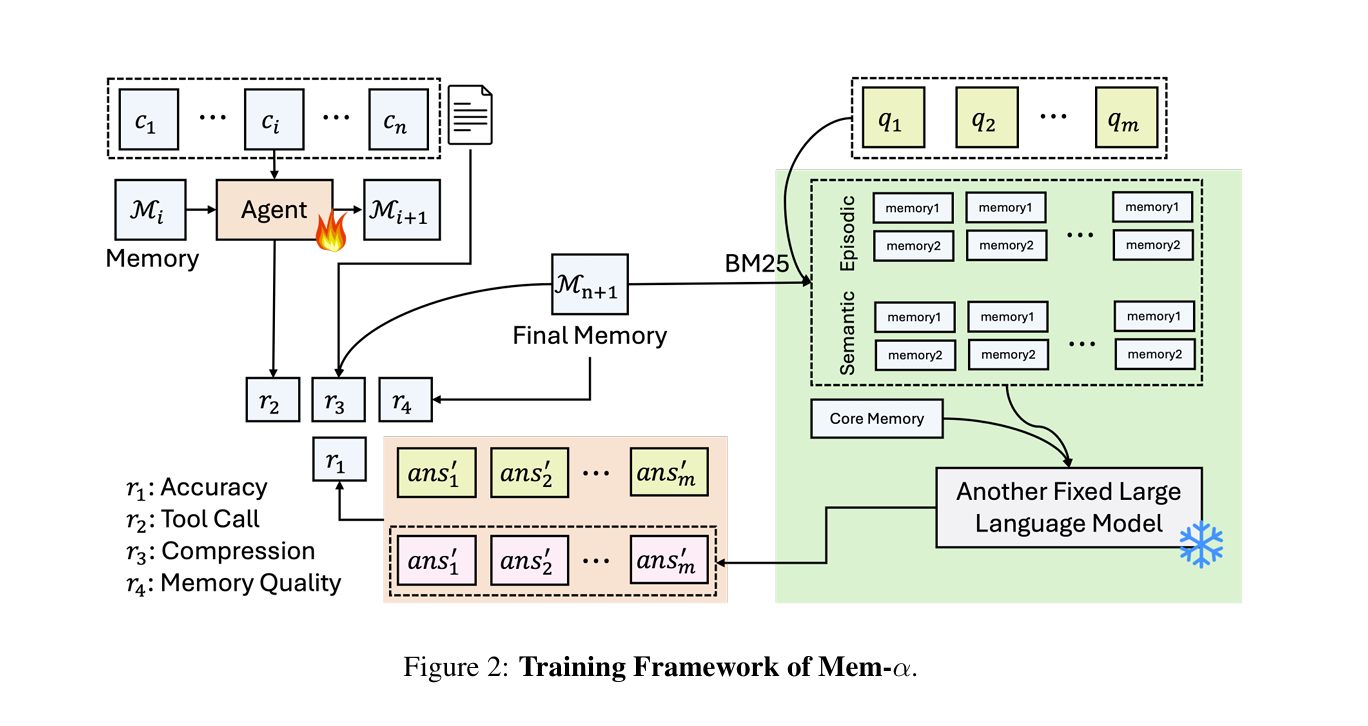 c₁ ··· cᵢ ··· cₙ
ℳᵢ Agent ℳᵢ₊₁
Memory
q₁ q₂ ··· qₘ
BM25
ℳₙ₊₁
Final Memory
Episodic
memory1 memory1 ··· memory1
memory2 memory2 memory2
Semantic
memory1 memory1 ··· memory1
memory2 memory2 memory2
Core Memory
Another Fixed Large
Language Model
r₂ r₃ r₄
r₁
ans′₁ ans′₂ ··· ans′ₘ
ans′₁ ans′₂ ··· ans′ₘ
r₁: Accuracy
r₂: Tool Call
r₃: Compression
r₄: Memory Quality
Figure 2: Training Framework of Mem-α.